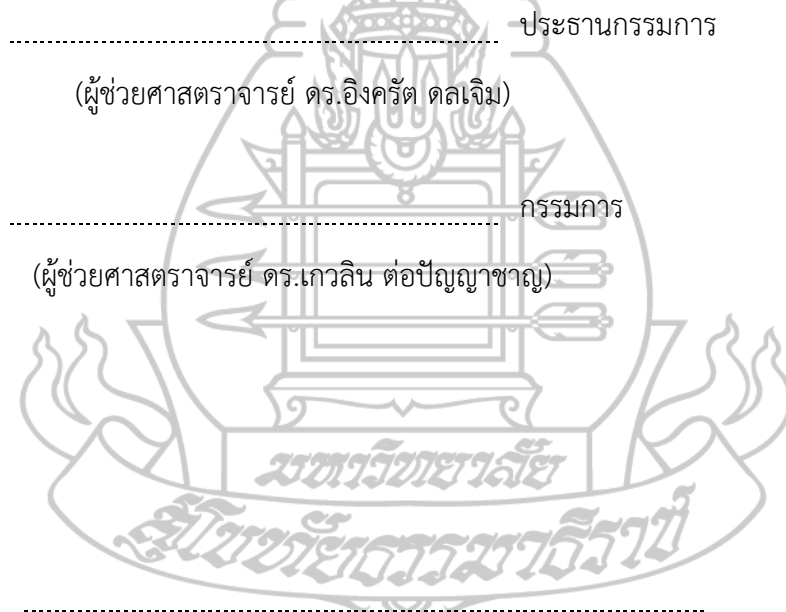 ประธานกรรมการ
(ผู้ช่วยศาสตราจารย์ ดร.อิงครัต ดลเจิม)
กรรมการ
(ผู้ช่วยศาสตราจารย์ ดร.เกวลิน ต่อปัญญาชาญ)
มหาวิทยาลัย
สุโขทัยธรรมาธิราช